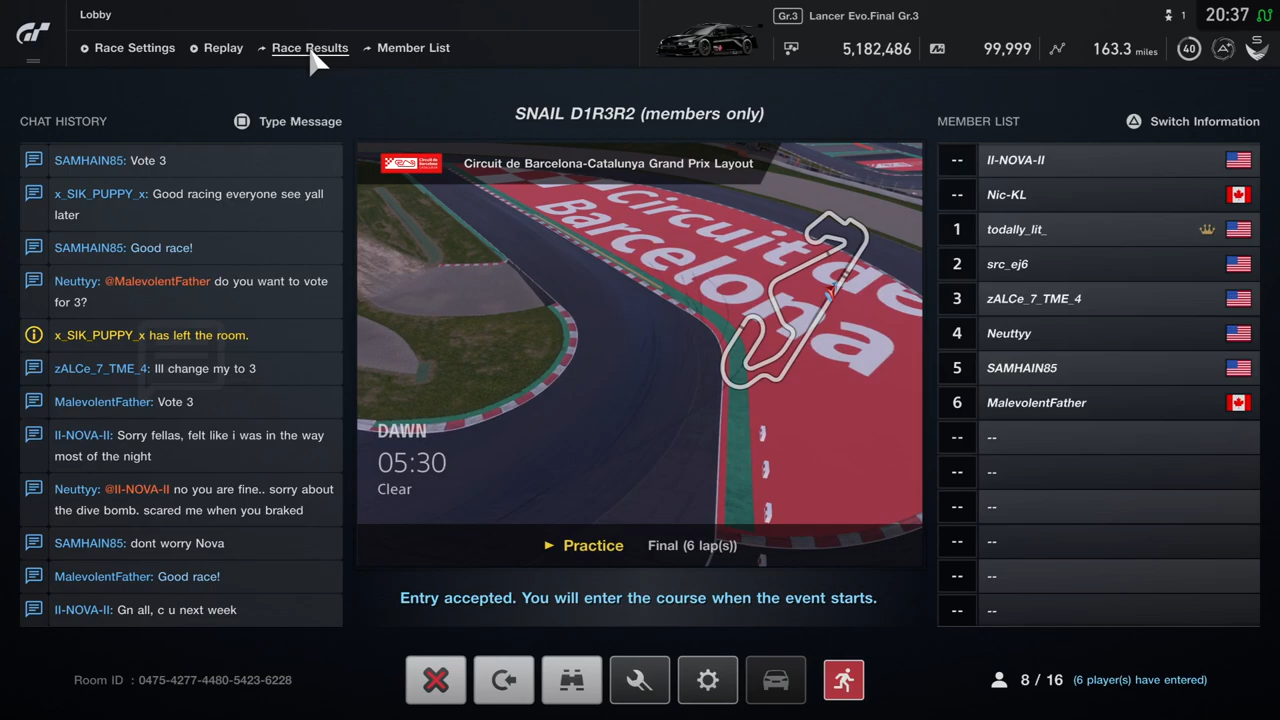 Lobby
Gr.3 Lancer Evo.Final Gr.3
1 20:37
Race Settings Replay Race Results Member List
5,182,486 99,999 163.3 miles 40 A+ S
SNAIL D1R3R2 (members only)
CHAT HISTORY Type Message
SAMHAIN85: Vote 3
x_SIK_PUPPY_x: Good racing everyone see yall
later
SAMHAIN85: Good race!
Neuttyy: @MalevolentFather do you want to vote
for 3?
x_SIK_PUPPY_x has left the room.
zALCe_7_TME_4: Ill change my to 3
MalevolentFather: Vote 3
II-NOVA-II: Sorry fellas, felt like i was in the way
most of the night
Neuttyy: @II-NOVA-II no you are fine.. sorry about
the dive bomb. scared me when you braked
SAMHAIN85: dont worry Nova
MalevolentFather: Good race!
II-NOVA-II: Gn all, c u next week
Circuit de Barcelona-Catalunya Grand Prix Layout
circuit de
Barcelona
DAWN
05:30
Clear
Practice Final (6 lap(s))
Entry accepted. You will enter the course when the event starts.
MEMBER LIST Switch Information
-- II-NOVA-II
-- Nic-KL
1 todally_lit_
2 src_ej6
3 zALCe_7_TME_4
4 Neuttyy
5 SAMHAIN85
6 MalevolentFather
-- --
-- --
-- --
-- --
-- --
-- --
Room ID : 0475-4277-4480-5423-6228
8 / 16 (6 player(s) have entered)